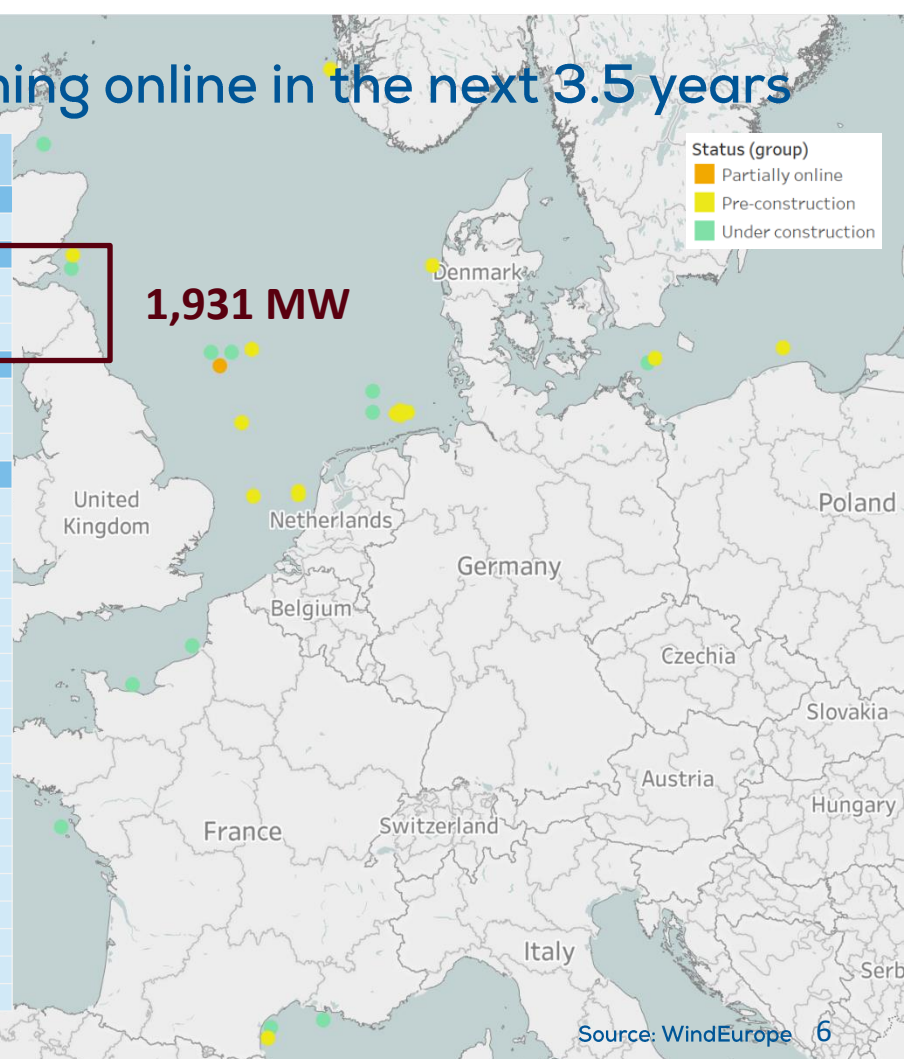 ning online in the next 3.5 years
Status (group)
Partially online
Pre-construction
Under construction
Denmark
1,931 MW
United
Kingdom
Netherlands
Poland
Germany
Belgium
Czechia
Slovakia
Austria
Hungary
France
Switzerland
Italy
Serb
Source: WindEurope 6